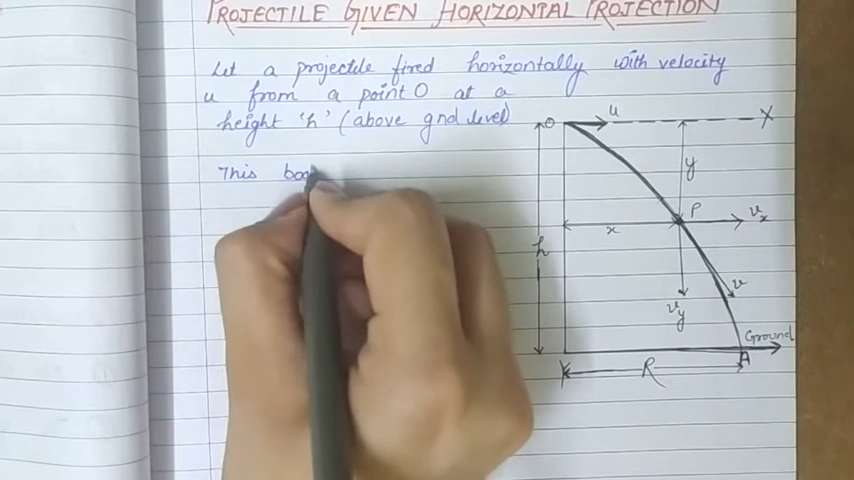 PROJECTILE GIVEN HORIZONTAL PROJECTION
Let a projectile fired horizontally with velocity
u from a point O at a
height 'h' (above gnd level)
This bod
O u X
y
P vx
x
h
v
vy
Ground
A
Y R